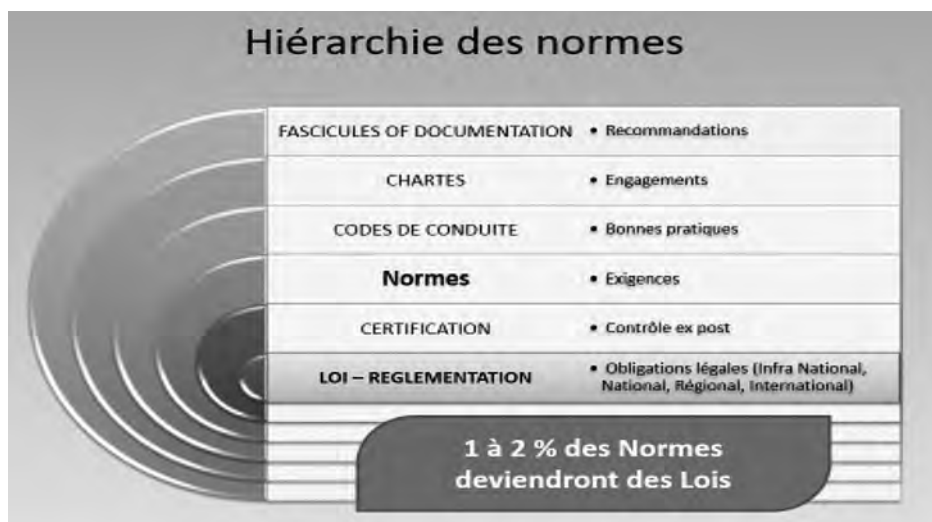 Hiérarchie des normes
FASCICULES OF DOCUMENTATION • Recommandations
CHARTES • Engagements
CODES DE CONDUITE • Bonnes pratiques
Normes • Exigences
CERTIFICATION • Contrôle ex post
LOI – REGLEMENTATION • Obligations légales (Infra National,
National, Régional, International)
1 à 2 % des Normes
deviendront des Lois